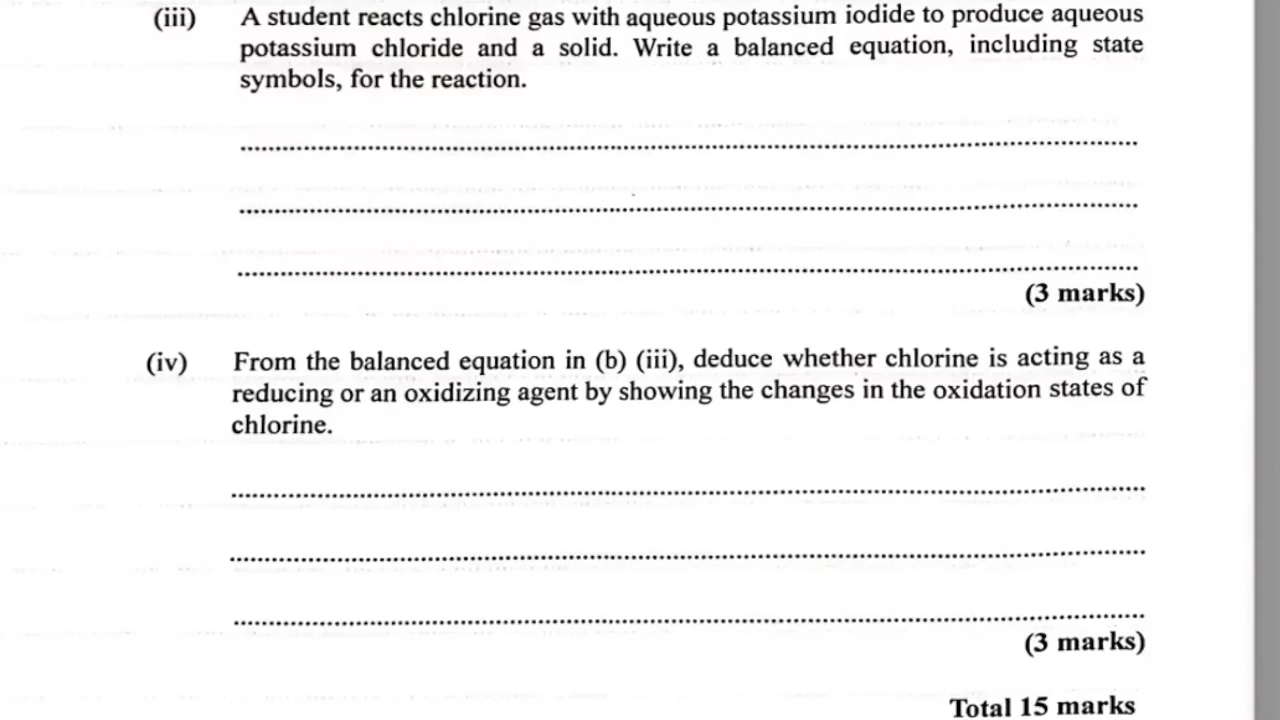 (iii) A student reacts chlorine gas with aqueous potassium iodide to produce aqueous
potassium chloride and a solid. Write a balanced equation, including state
symbols, for the reaction.
(3 marks)
(iv) From the balanced equation in (b) (iii), deduce whether chlorine is acting as a
reducing or an oxidizing agent by showing the changes in the oxidation states of
chlorine.
(3 marks)
Total 15 marks